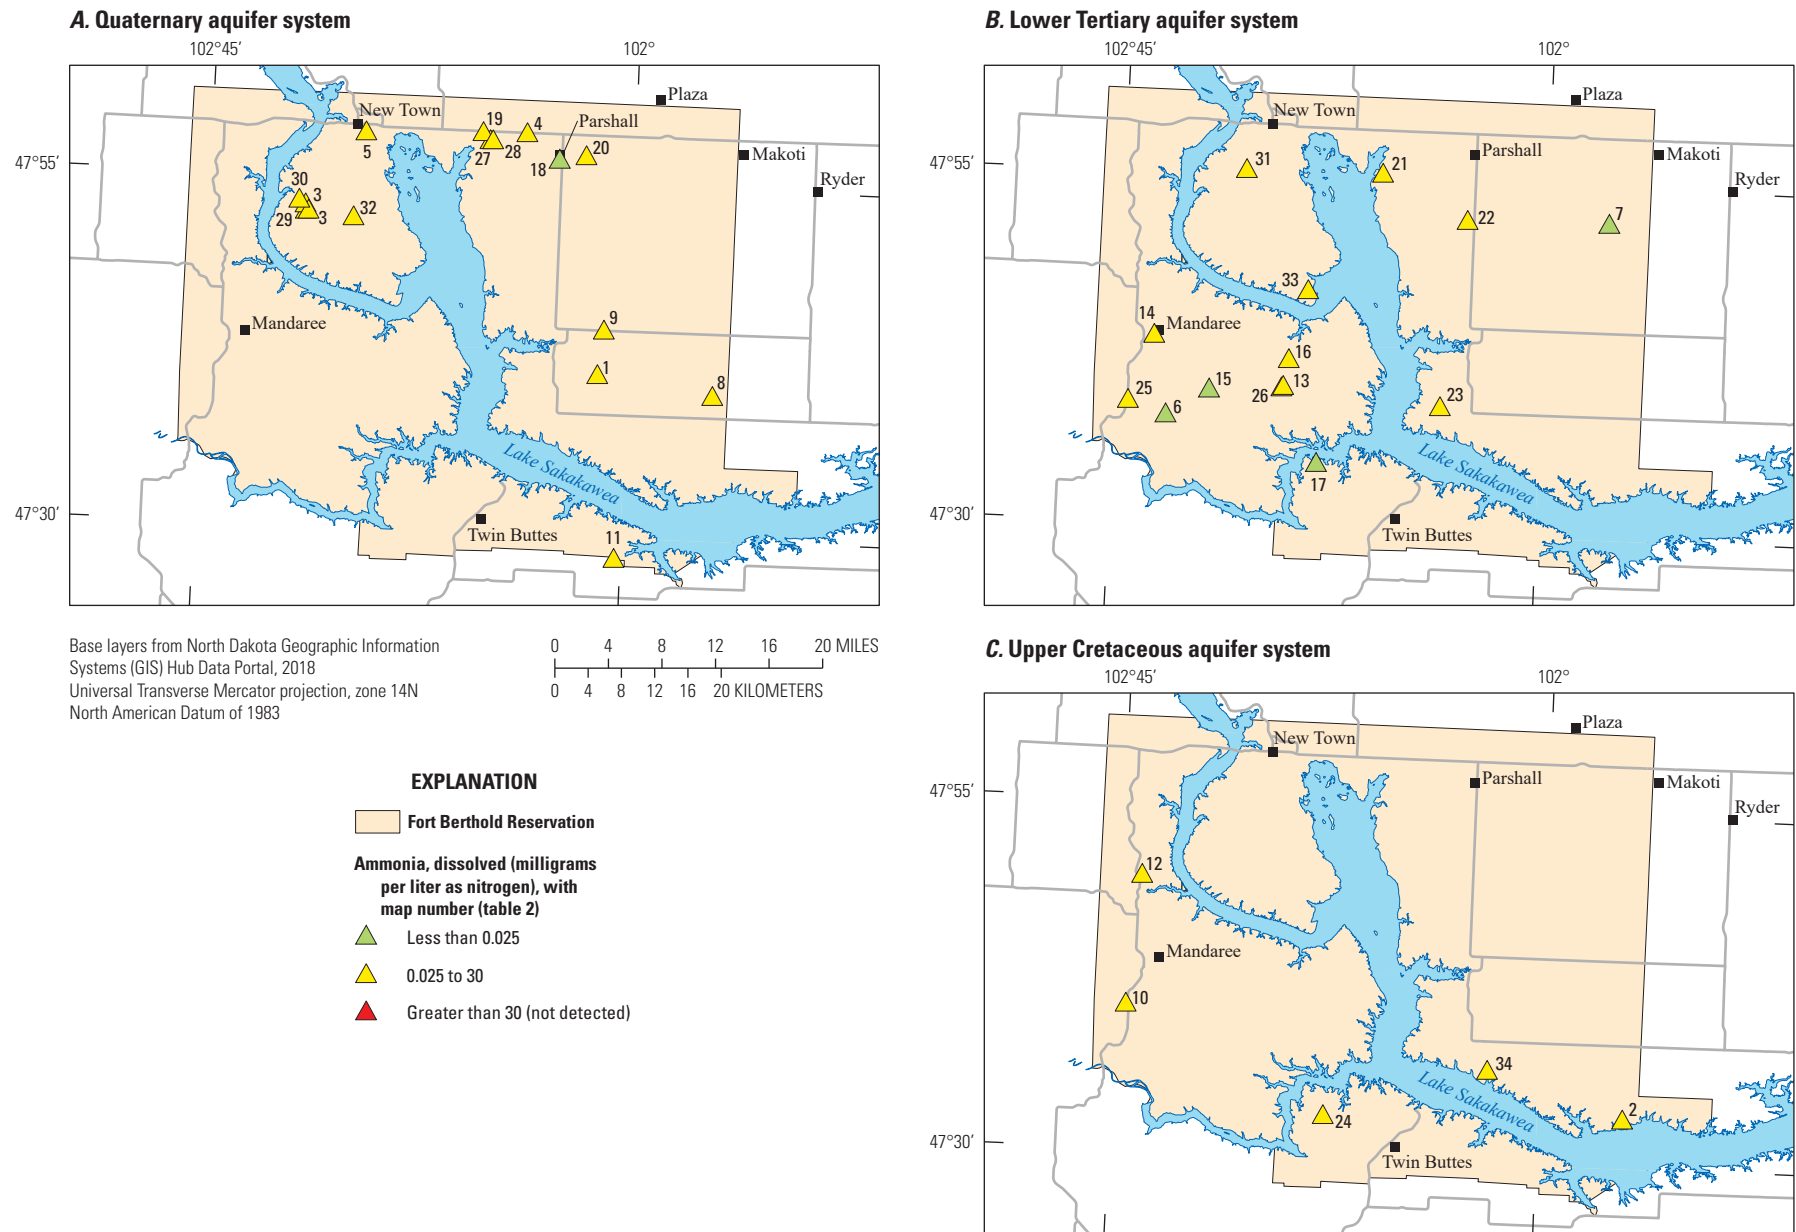 A. Quaternary aquifer system
102°45′
102°
47°55′
47°30′
Plaza
New Town
Parshall
Makoti
Ryder
Mandaree
Twin Buttes
Lake Sakakawea
5
19
27
28
4
18
20
30
3
29
3
32
9
1
8
11
B. Lower Tertiary aquifer system
102°45′
102°
47°55′
47°30′
Plaza
New Town
Parshall
Makoti
Ryder
Mandaree
Twin Buttes
Lake Sakakawea
31
21
22
7
33
14
16
15
13
26
25
6
23
17
Base layers from North Dakota Geographic Information
Systems (GIS) Hub Data Portal, 2018
Universal Transverse Mercator projection, zone 14N
North American Datum of 1983
0 4 8 12 16 20 MILES
0 4 8 12 16 20 KILOMETERS
EXPLANATION
Fort Berthold Reservation
Ammonia, dissolved (milligrams
per liter as nitrogen), with
map number (table 2)
Less than 0.025
0.025 to 30
Greater than 30 (not detected)
C. Upper Cretaceous aquifer system
102°45′
102°
47°55′
47°30′
Plaza
New Town
Parshall
Makoti
Ryder
Mandaree
Twin Buttes
Lake Sakakawea
12
10
34
24
2